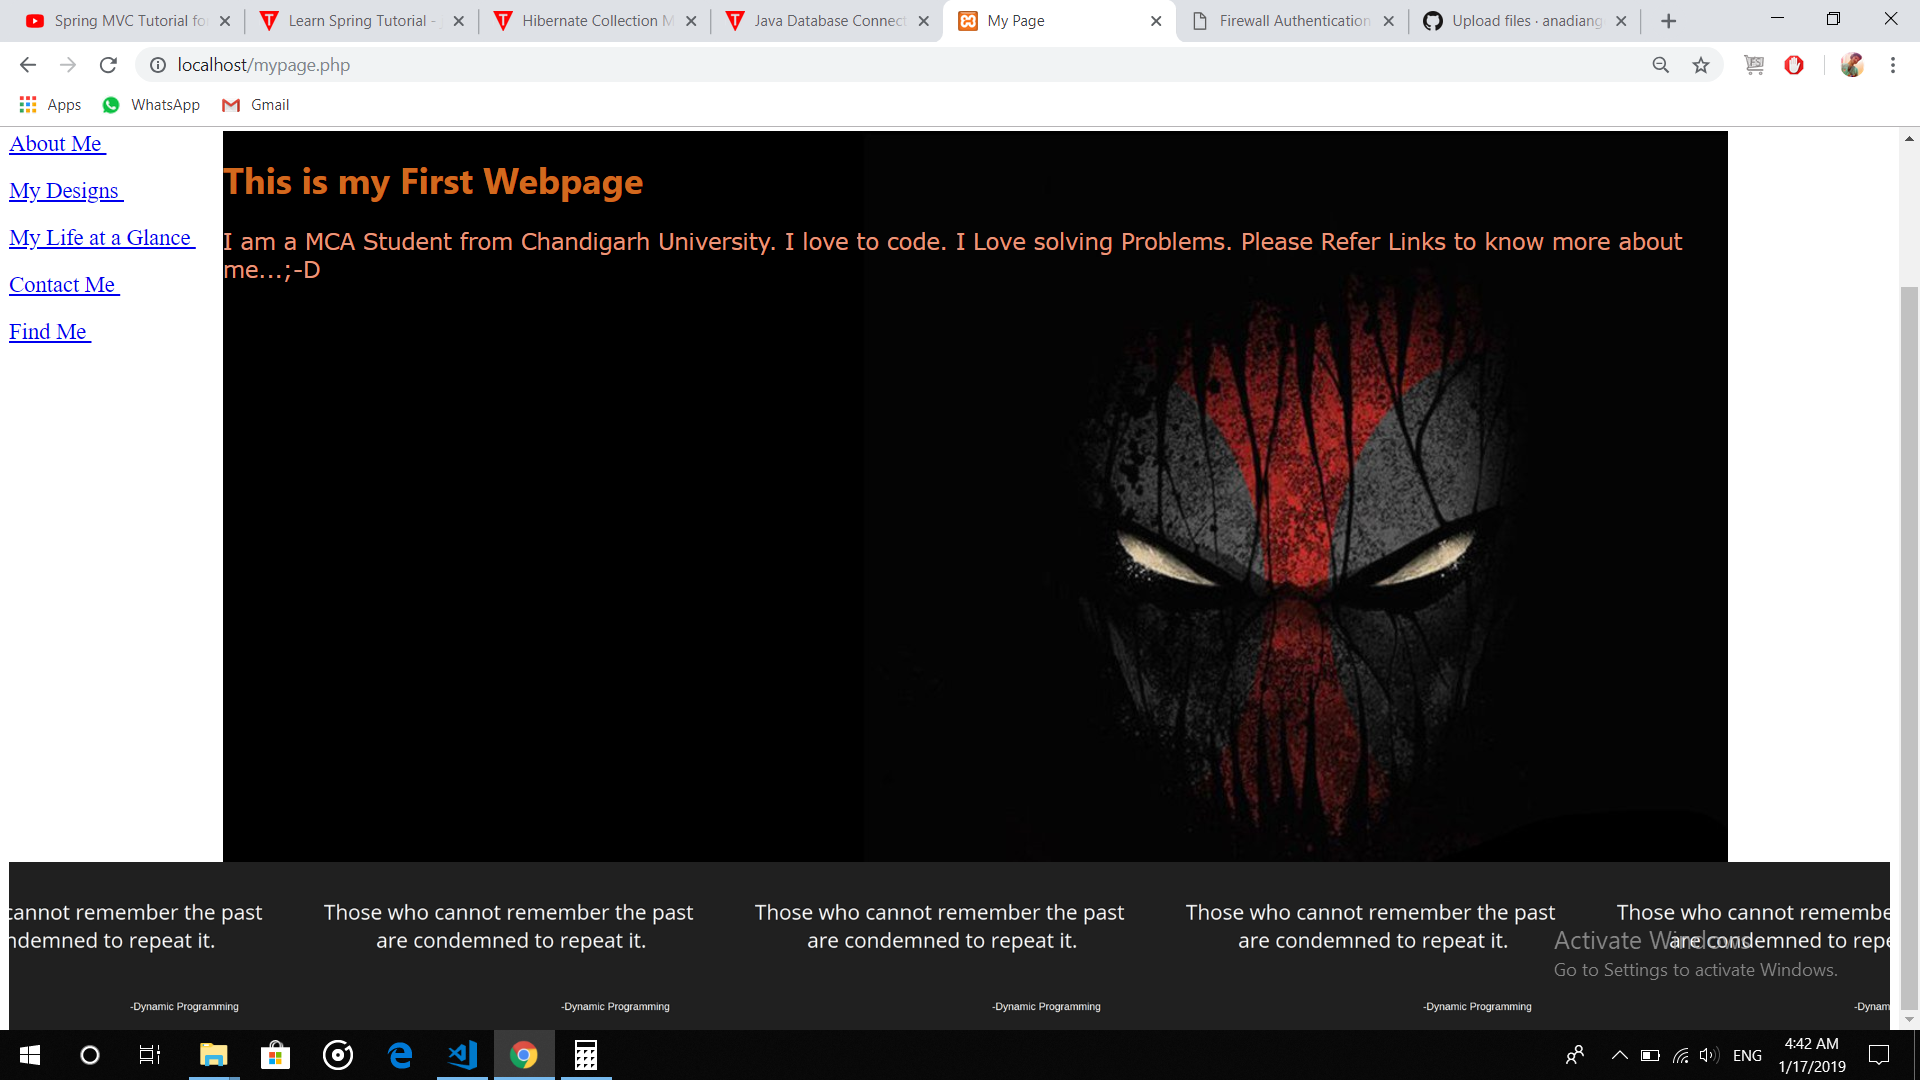 Spring MVC Tutorial fo
Learn Spring Tutorial -
Hibernate Collection M
Java Database Connect
My Page
Firewall Authentication
Upload files · anadiang
localhost/mypage.php
Apps
WhatsApp
Gmail
About Me
My Designs
My Life at a Glance
Contact Me
Find Me
This is my First Webpage
I am a MCA Student from Chandigarh University. I love to code. I Love solving Problems. Please Refer Links to know more about
me...;-D
cannot remember the past
ndemned to repeat it.
-Dynamic Programming
Those who cannot remember the past
are condemned to repeat it.
-Dynamic Programming
Those who cannot remember the past
are condemned to repeat it.
-Dynamic Programming
Those who cannot remember the past
are condemned to repeat it.
-Dynamic Programming
Those who cannot remembe
are condemned to repe
-Dynam
Activate Windows
Go to Settings to activate Windows.
ENG
4:42 AM
1/17/2019